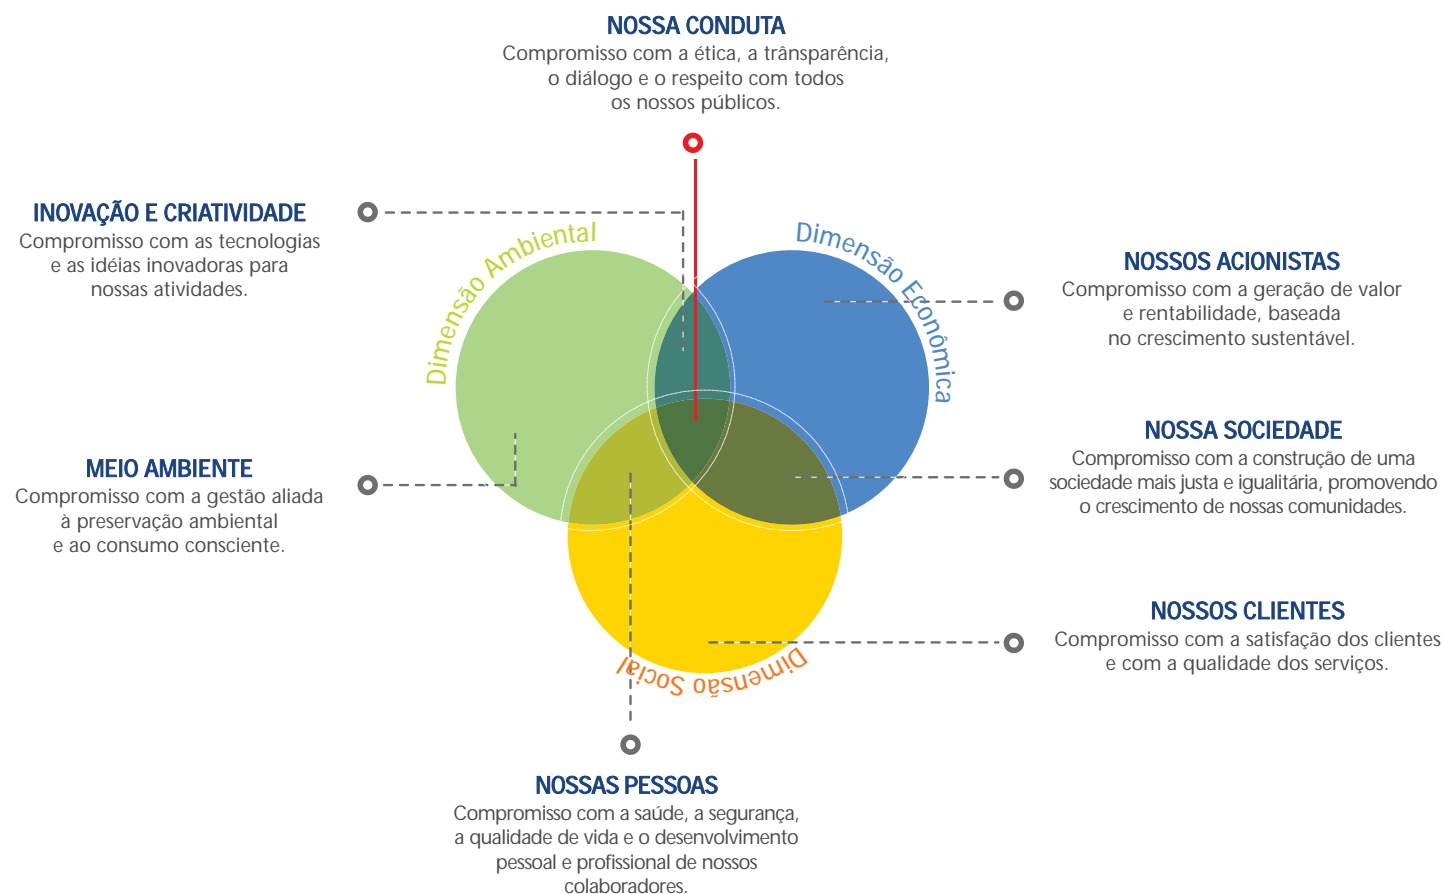 NOSSA CONDUTA
Compromisso com a ética, a trânsparência,
o diálogo e o respeito com todos
os nossos públicos.
INOVAÇÃO E CRIATIVIDADE
Compromisso com as tecnologias
e as idéias inovadoras para
nossas atividades.
Dimensão Ambiental
Dimensão Econômica
NOSSOS ACIONISTAS
Compromisso com a geração de valor
e rentabilidade, baseada
no crescimento sustentável.
MEIO AMBIENTE
Compromisso com a gestão aliada
à preservação ambiental
e ao consumo consciente.
NOSSA SOCIEDADE
Compromisso com a construção de uma
sociedade mais justa e igualitária, promovendo
o crescimento de nossas comunidades.
NOSSOS CLIENTES
Compromisso com a satisfação dos clientes
e com a qualidade dos serviços.
Dimensão Social
NOSSAS PESSOAS
Compromisso com a saúde, a segurança,
a qualidade de vida e o desenvolvimento
pessoal e profissional de nossos
colaboradores.